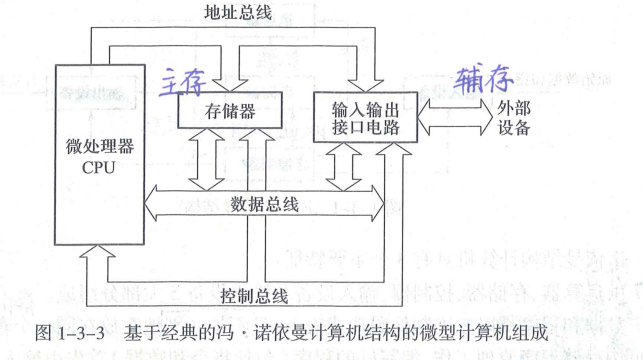 地址总线
主存
辅存
存储器
输入输出
接口电路
外部
设备
微处理器
CPU
数据总线
控制总线
图 1-3-3 基于经典的冯·诺依曼计算机结构的微型计算机组成